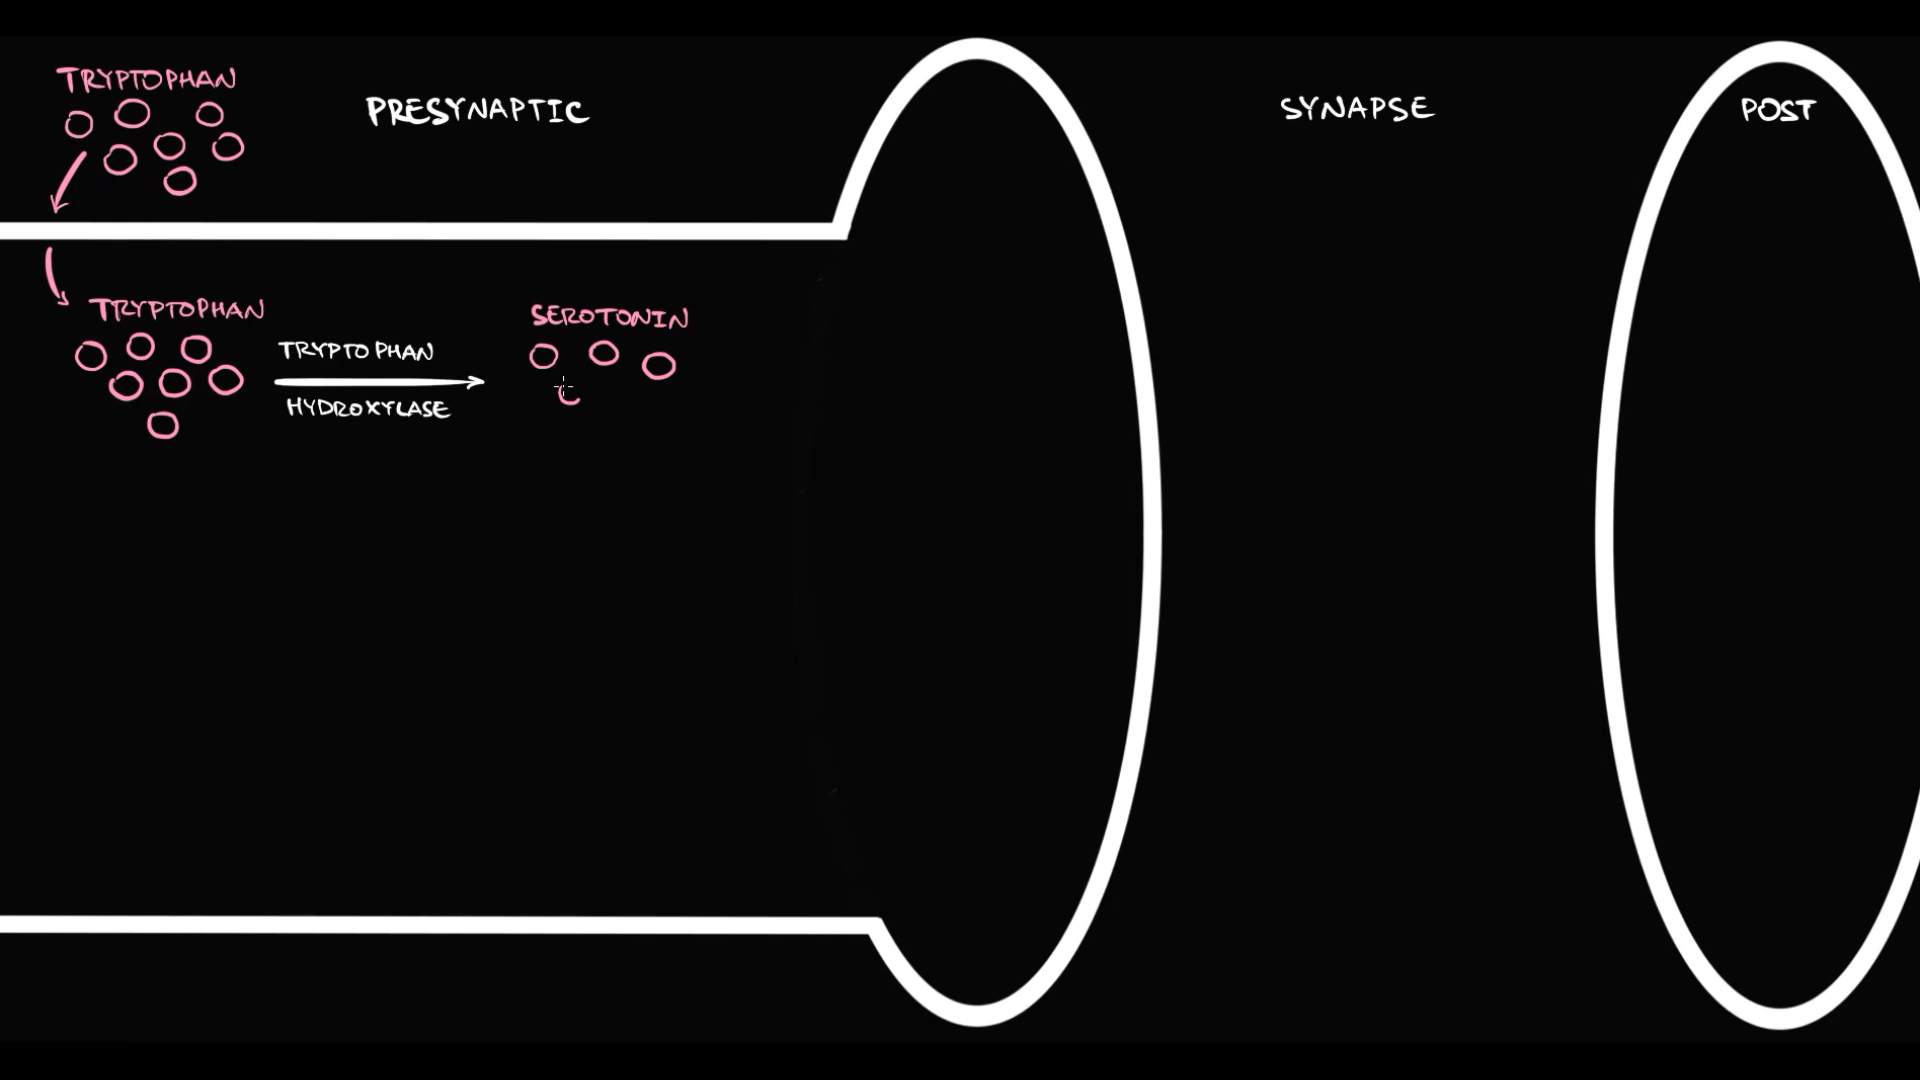 TRYPTOPHAN
PRESYNAPTIC
SYNAPSE
POST
TRYPTOPHAN
TRYPTOPHAN
HYDROXYLASE
SEROTONIN